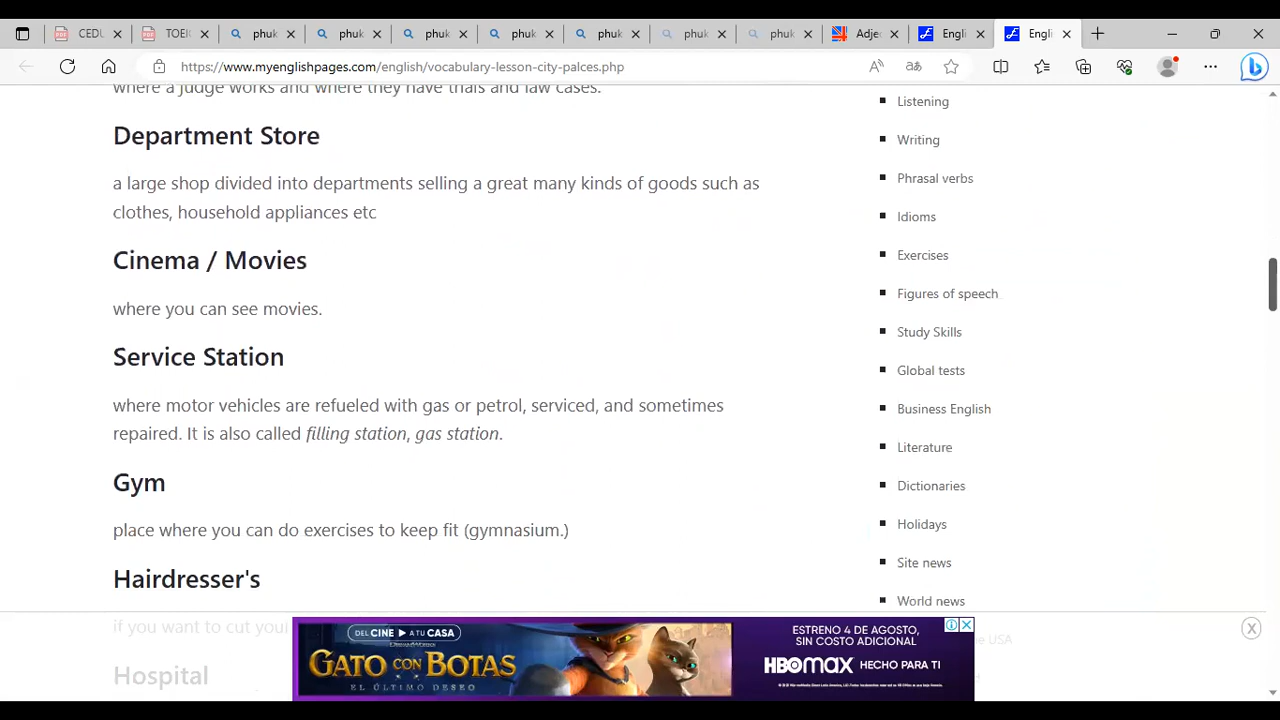 CEDU
TOEI
phuk
phuk
phuk
phuk
phuk
phuk
phuk
Adjec
Engli
Engli
https://www.myenglishpages.com/english/vocabulary-lesson-city-palces.php
where a judge works and where they have trials and law cases.
Department Store
a large shop divided into departments selling a great many kinds of goods such as
clothes, household appliances etc
Cinema / Movies
where you can see movies.
Service Station
where motor vehicles are refueled with gas or petrol, serviced, and sometimes
repaired. It is also called filling station, gas station.
Gym
place where you can do exercises to keep fit (gymnasium.)
Hairdresser's
if you want to cut your
Hospital
Listening
Writing
Phrasal verbs
Idioms
Exercises
Figures of speech
Study Skills
Global tests
Business English
Literature
Dictionaries
Holidays
Site news
World news
the USA
DEL CINE A TU CASA
DREAMWORKS
GATO CON BOTAS
EL ÚLTIMO DESEO
ESTRENO 4 DE AGOSTO,
SIN COSTO ADICIONAL
HBOMAX HECHO PARA TI